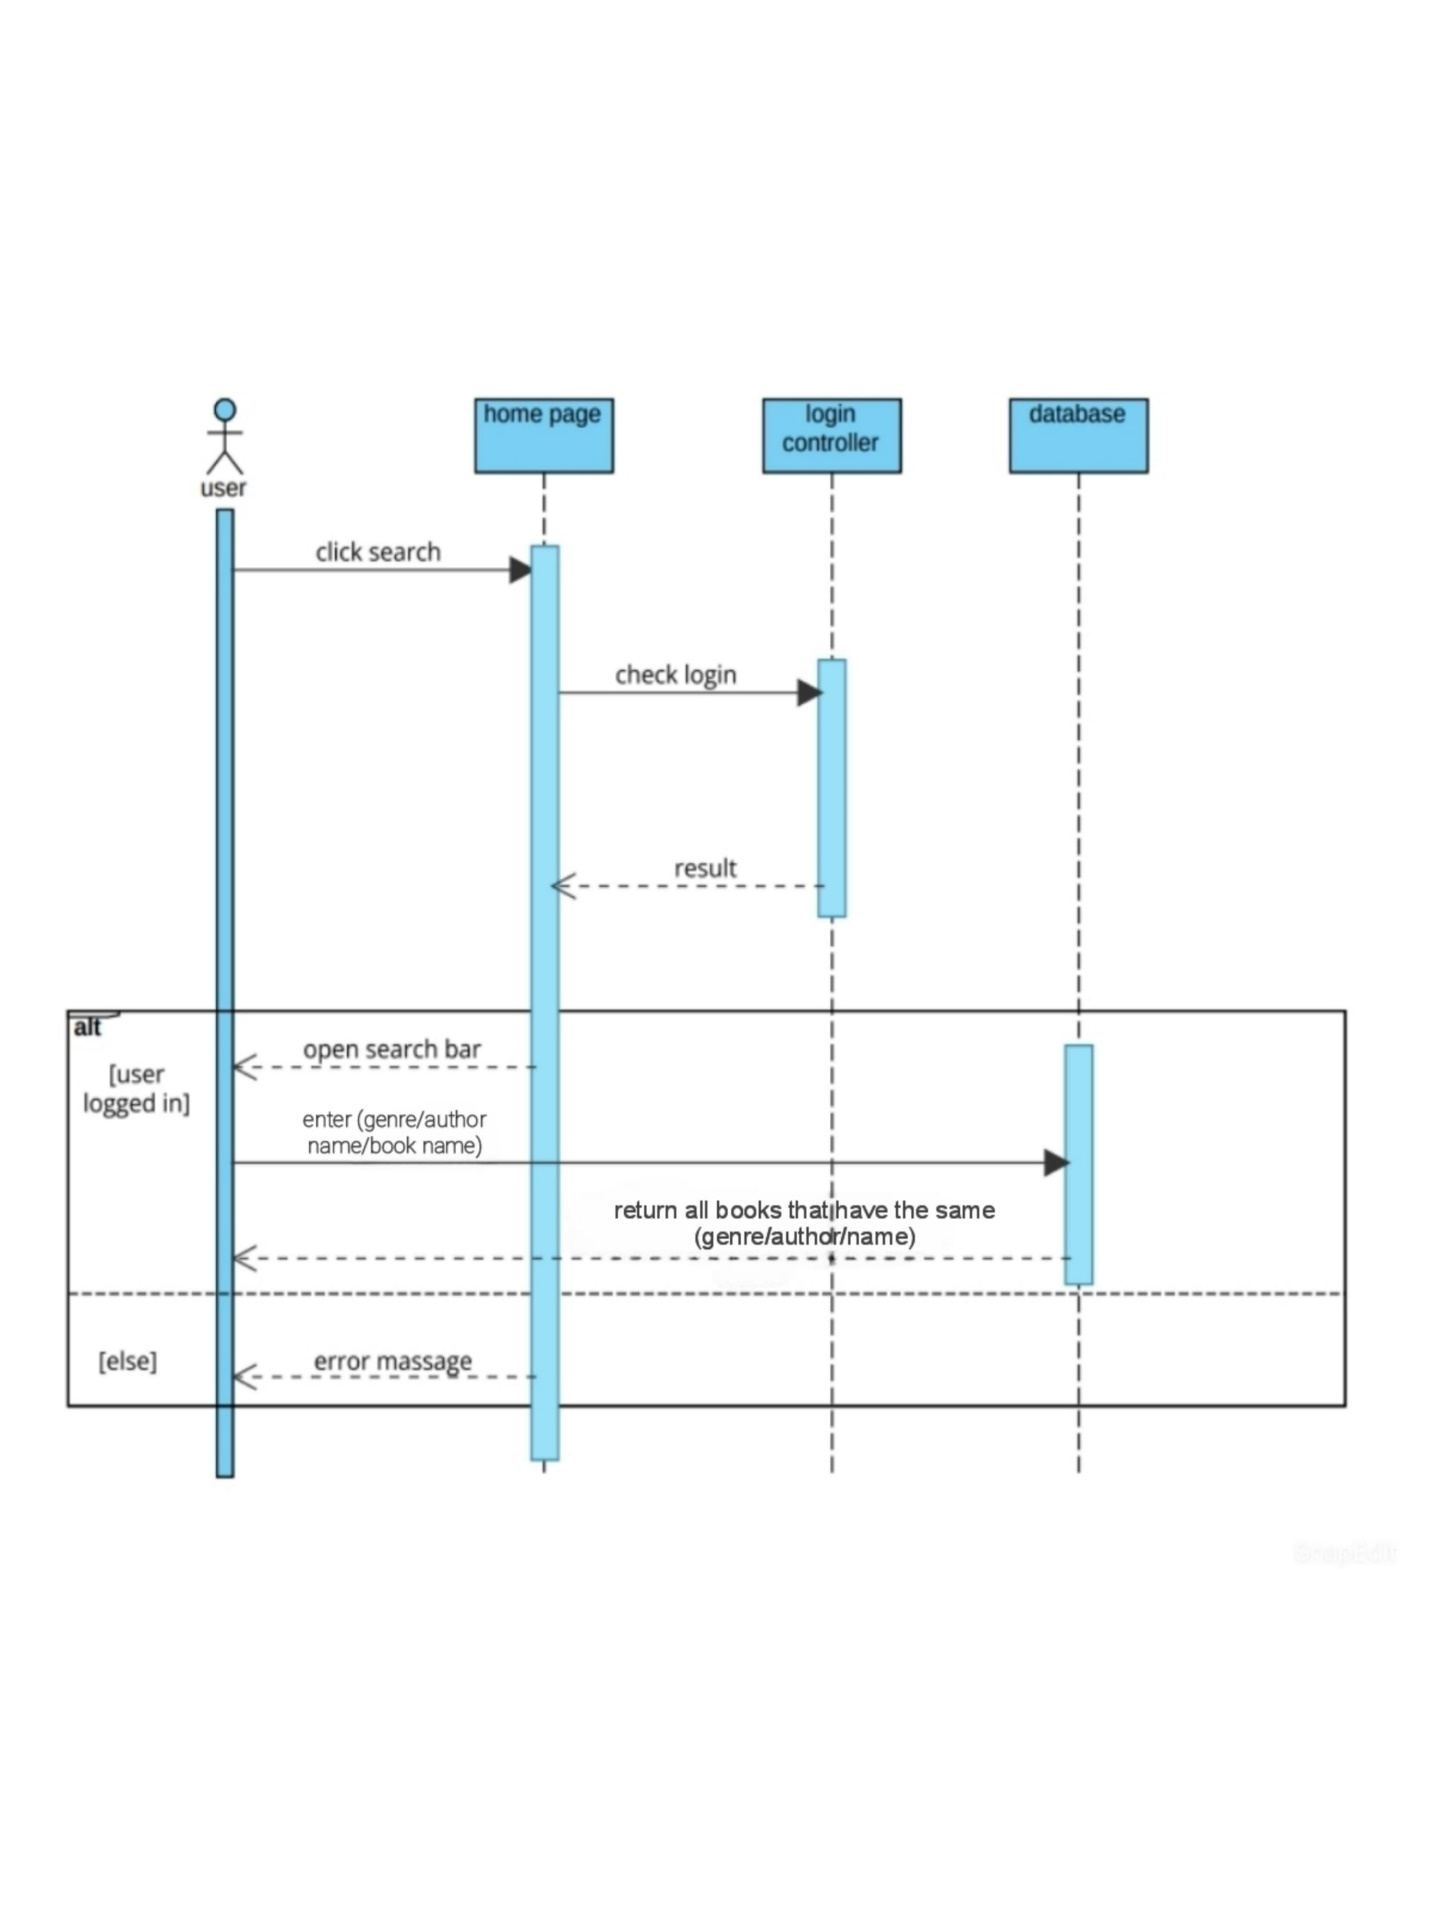 user
home page
login
controller
database
click search
check login
result
alt
[user
logged in]
open search bar
enter (genre/author
name/book name)
return all books that have the same
(genre/author/name)
[else]
error massage
SnapEdit